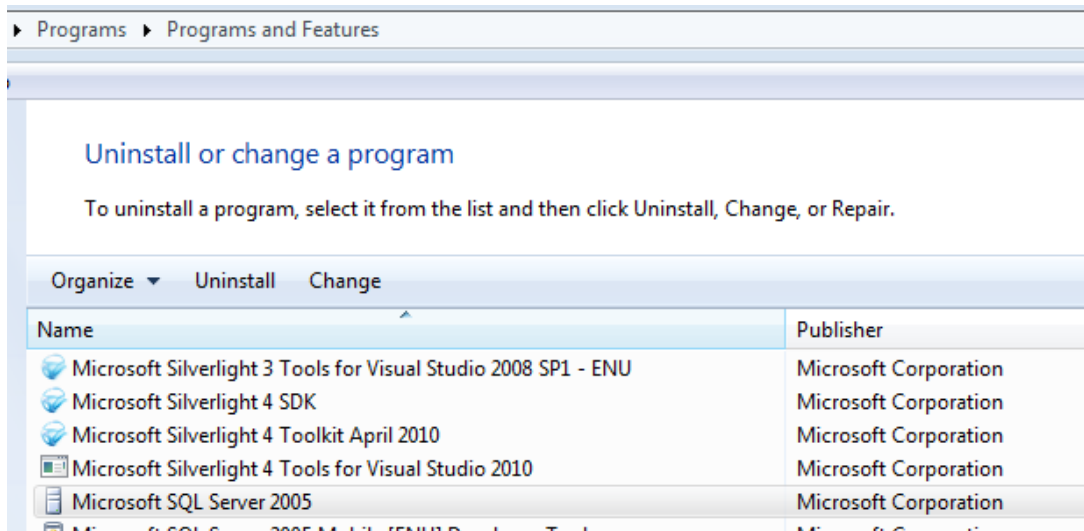 Programs Programs and Features
Uninstall or change a program
To uninstall a program, select it from the list and then click Uninstall, Change, or Repair.
Organize Uninstall Change
Name Publisher
Microsoft Silverlight 3 Tools for Visual Studio 2008 SP1 - ENU Microsoft Corporation
Microsoft Silverlight 4 SDK Microsoft Corporation
Microsoft Silverlight 4 Toolkit April 2010 Microsoft Corporation
Microsoft Silverlight 4 Tools for Visual Studio 2010 Microsoft Corporation
Microsoft SQL Server 2005 Microsoft Corporation